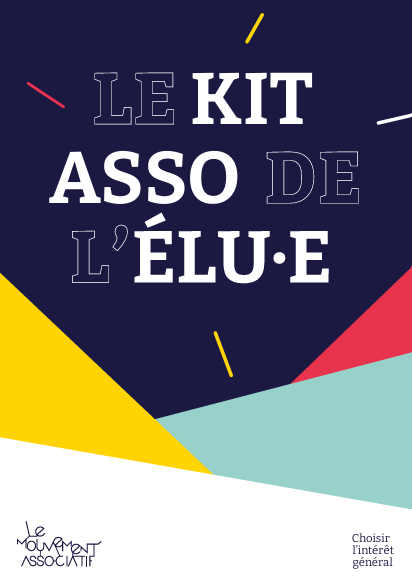 LE KIT
ASSO DE
L'ÉLU·E
Le
MOUVEMENT
ASSOCIATIF
Choisir
l'intérêt
général